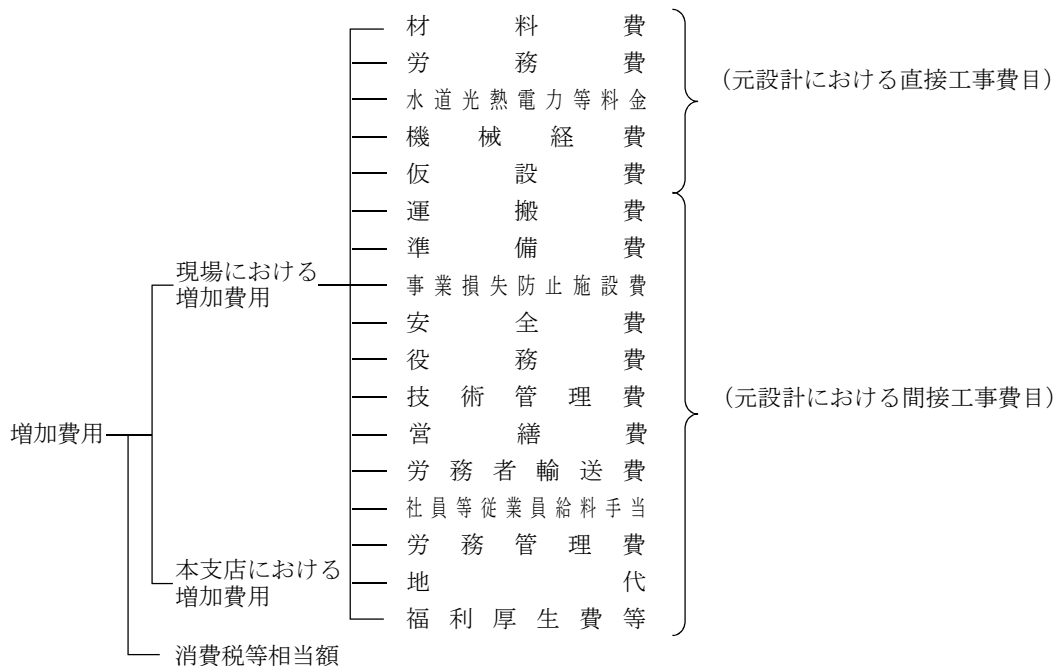 増加費用
現場における
増加費用
本支店における
増加費用
消費税等相当額
材料費
労務費
水道光熱電力等料金
機械経費
仮設費
運搬費
準備費
事業損失防止施設費
安全費
役務費
技術管理費
営繕費
労務者輸送費
社員等従業員給料手当
労務管理費
地代
福利厚生費等
(元設計における直接工事費目)
(元設計における間接工事費目)